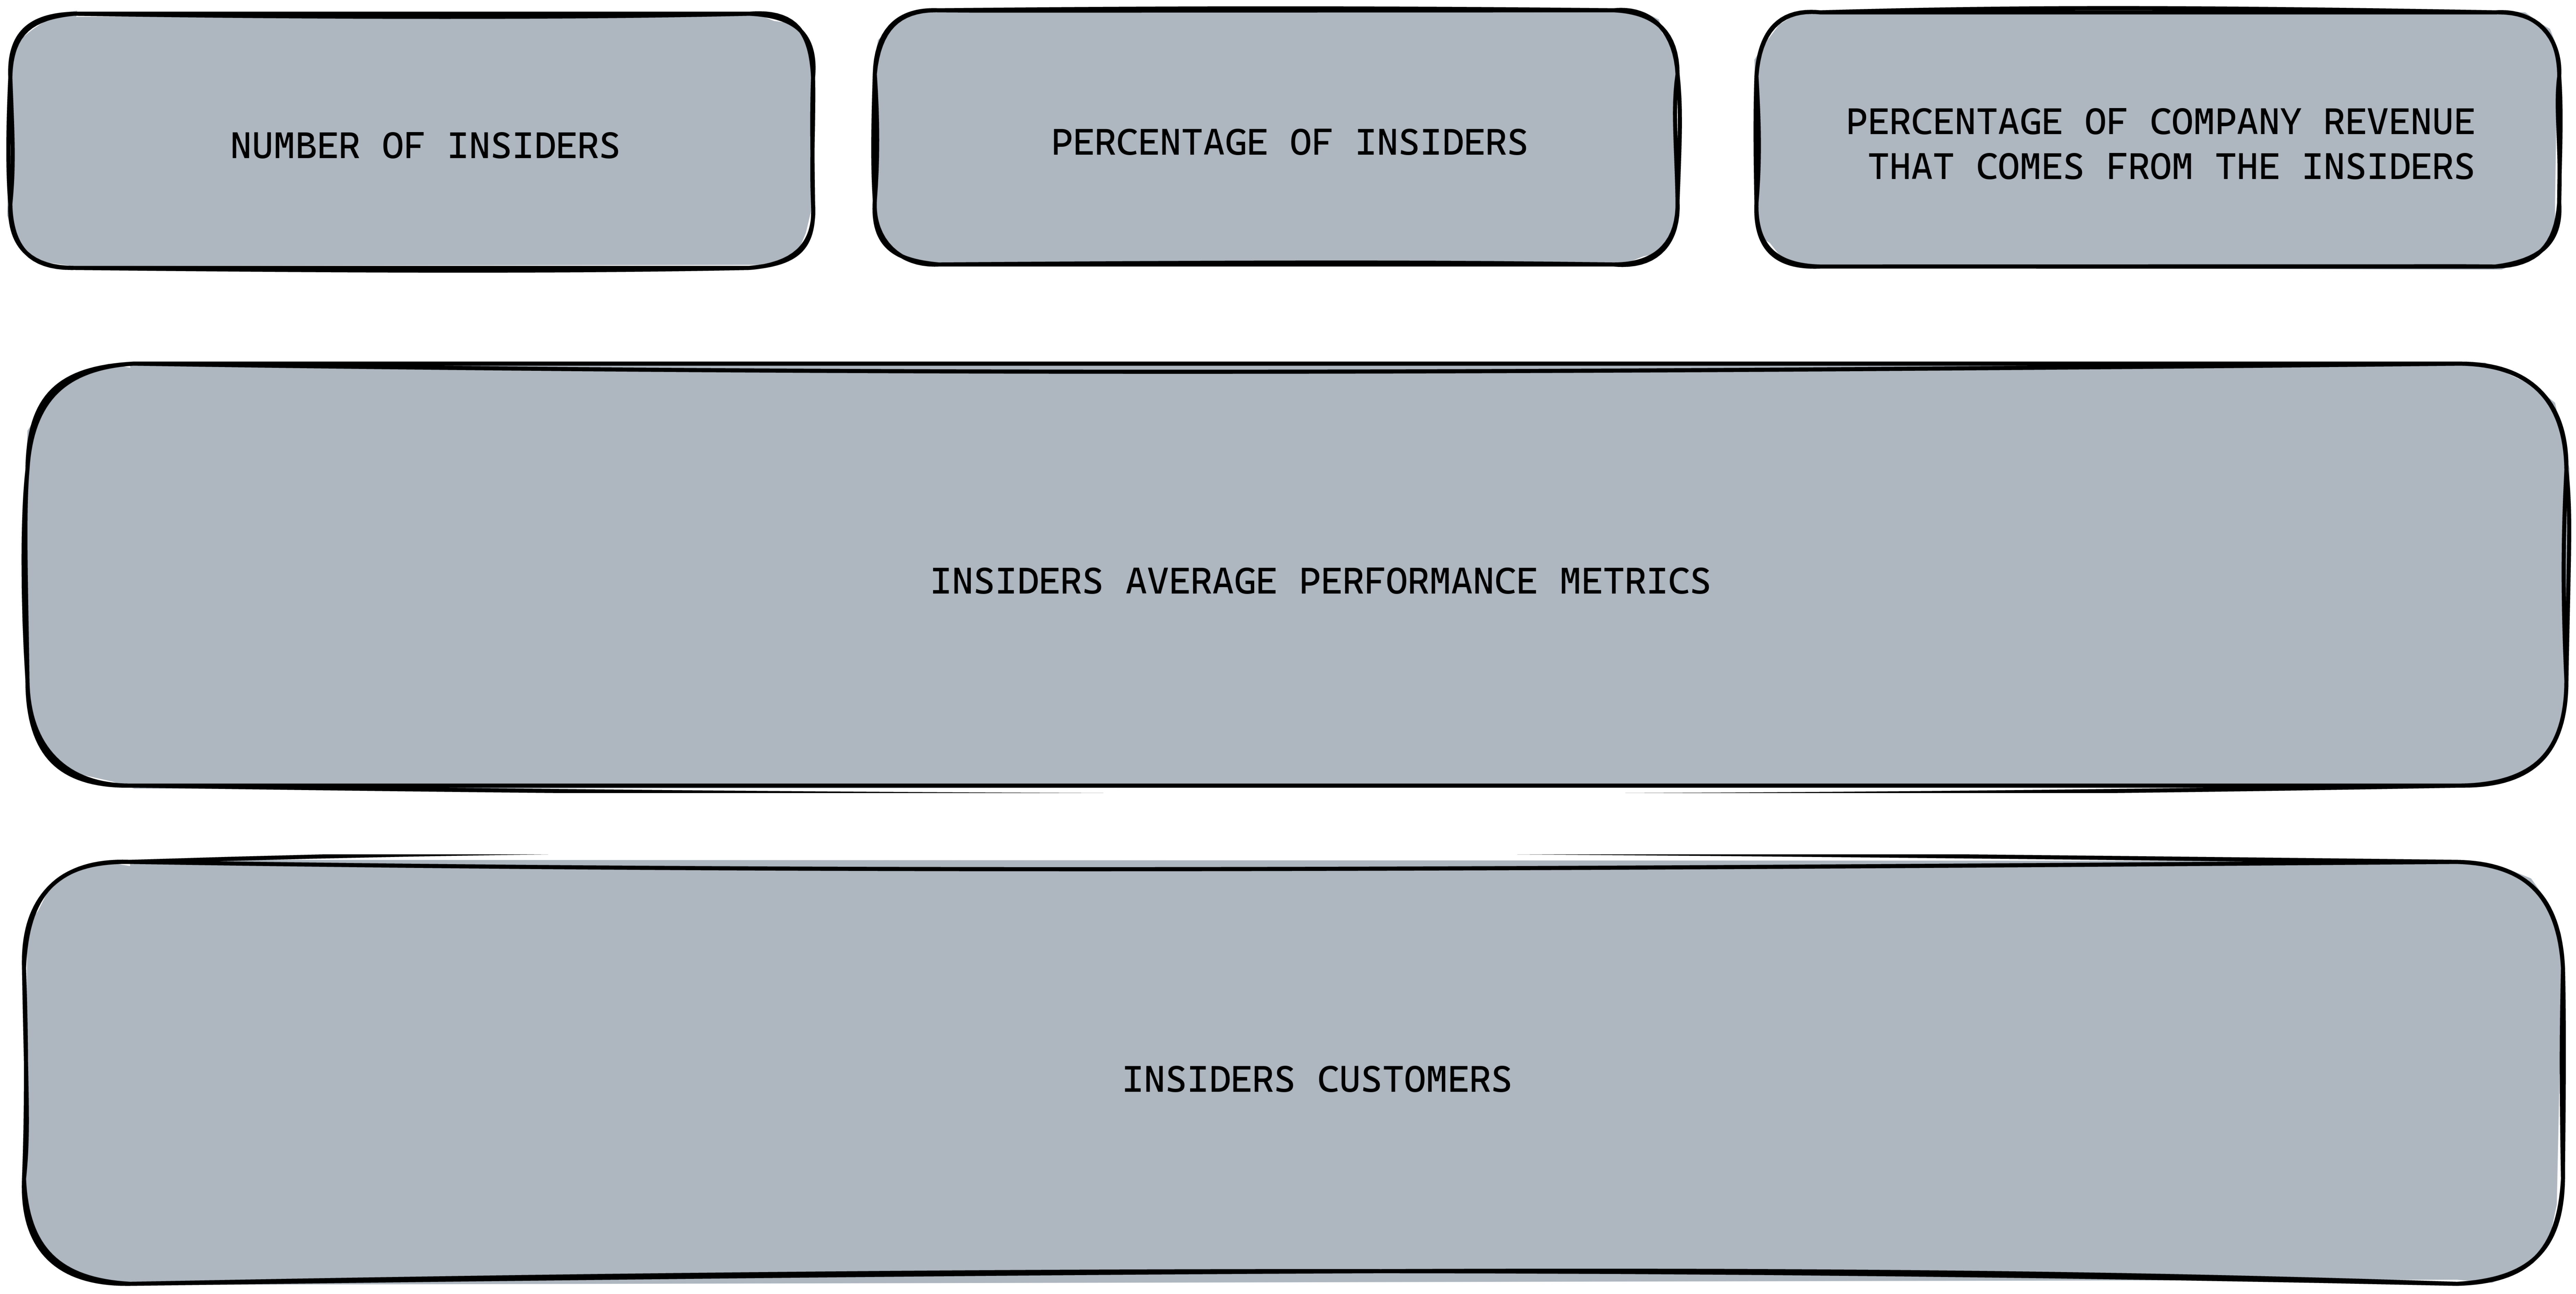 NUMBER OF INSIDERS
PERCENTAGE OF INSIDERS
PERCENTAGE OF COMPANY REVENUE
THAT COMES FROM THE INSIDERS
INSIDERS AVERAGE PERFORMANCE METRICS
INSIDERS CUSTOMERS